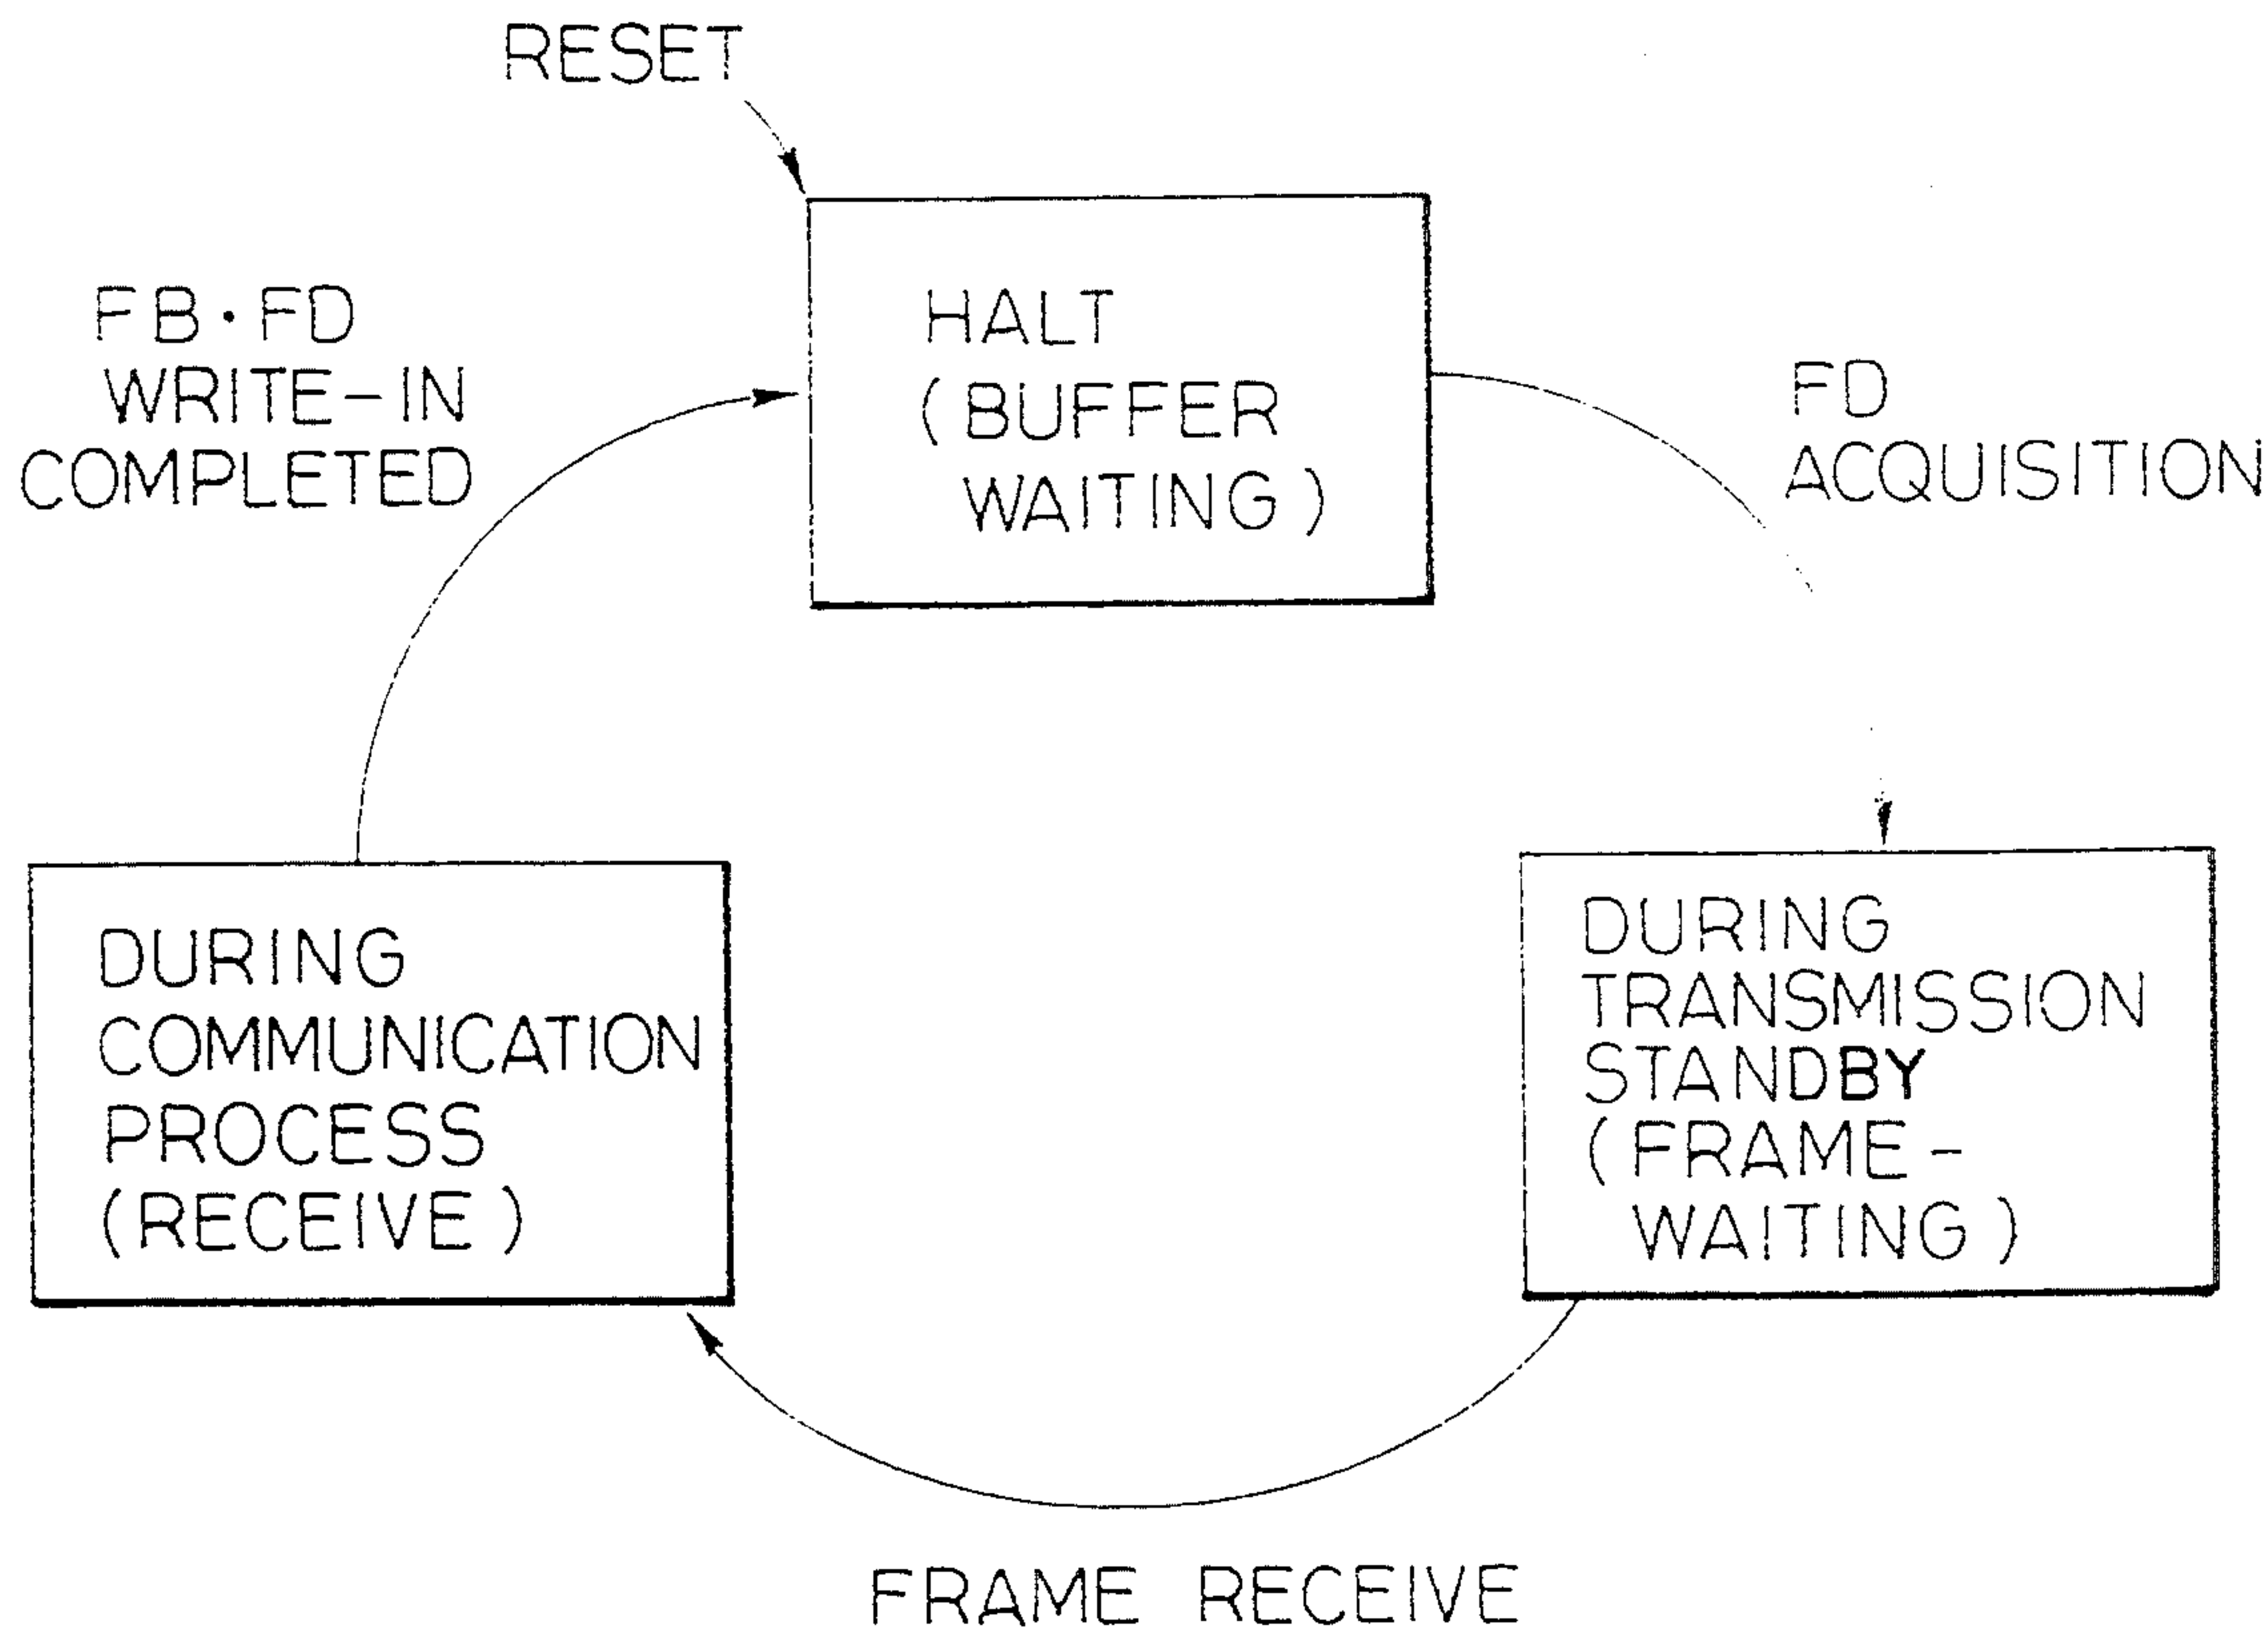 RESET
FB·FD
WRITE-IN
COMPLETED
HALT
(BUFFER
WAITING)
FD
ACQUISITION
DURING
COMMUNICATION
PROCESS
(RECEIVE)
DURING
TRANSMISSION
STANDBY
(FRAME-
WAITING)
FRAME RECEIVE